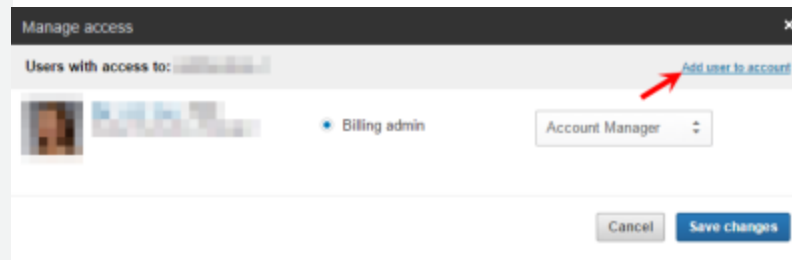 Manage access
×
Users with access to:
Add user to account
Billing admin
Account Manager
Cancel
Save changes